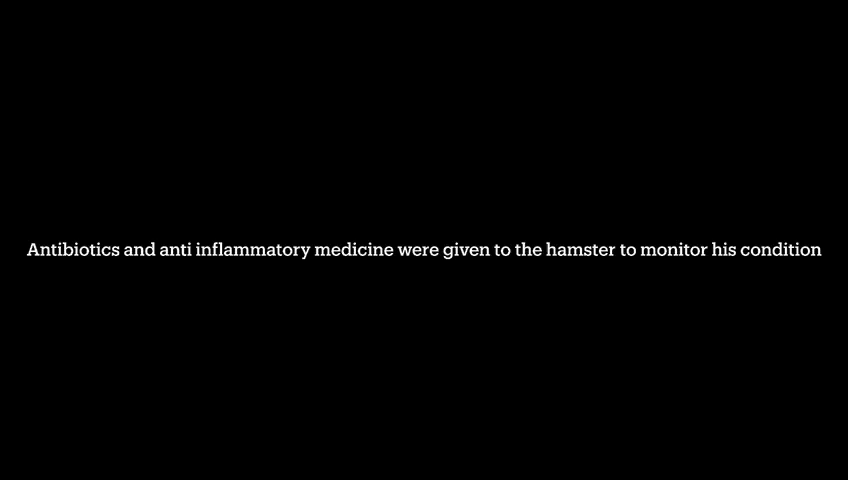 Antibiotics and anti inflammatory medicine were given to the hamster to monitor his condition